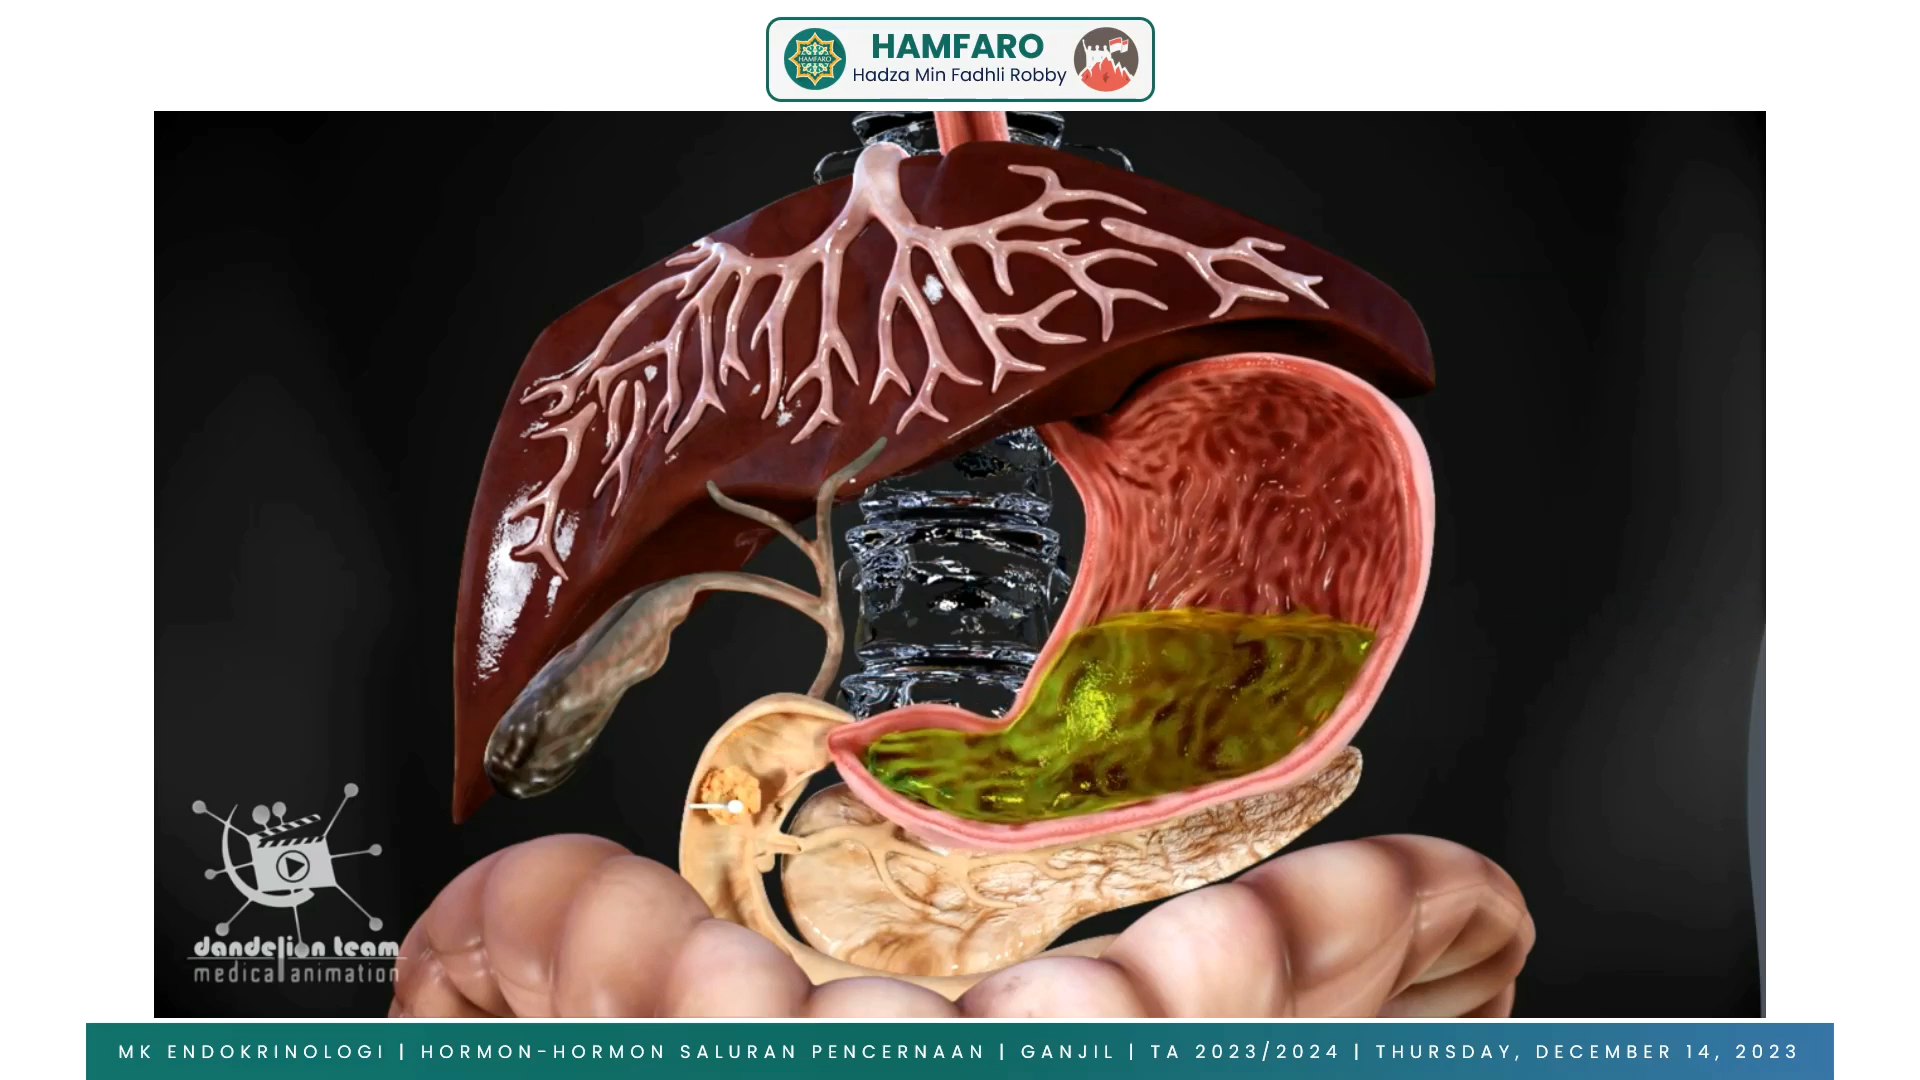 HAMFARO
HAMFARO
Hadza Min Fadhli Robby
dandelion team
medical animation
MK ENDOKRINOLOGI | HORMON-HORMON SALURAN PENCERNAAN | GANJIL | TA 2023/2024 | THURSDAY, DECEMBER 14, 2023